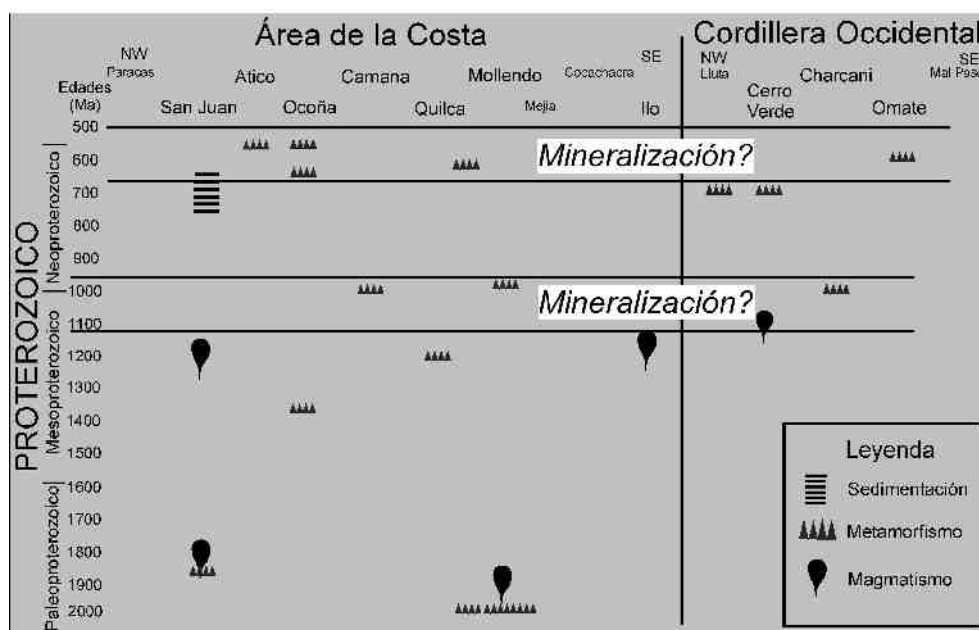 Área de la Costa
Cordillera Occidental
NW
Paracas
SE
NW
Lluta
SE
Atico
Camana
Mollendo
Cocachacra
Charcani
Edades
(Ma)
San Juan
Ocoña
Quilca
Mejia
Ilo
Cerro
Verde
Omate
Mal Paso
500
600
700
800
900
1000
1100
1200
1300
1400
1500
1600
1700
1800
1900
2000
PROTEROZOICO
Neoproterozoico
Mesoproterozoico
Paleoproterozoico
Mineralización?
Mineralización?
Leyenda
Sedimentación
Metamorfismo
Magmatismo